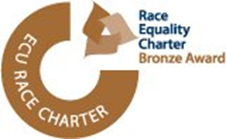 Race
Equality
Charter
Bronze Award
ECU RACE CHARTER